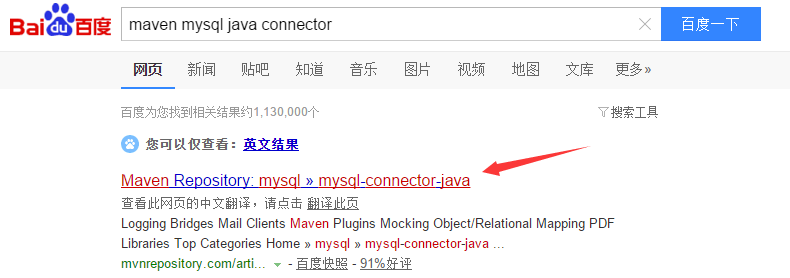 Bai du 百度 maven mysql java connector 百度一下
网页 新闻 贴吧 知道 音乐 图片 视频 地图 文库 更多»
百度为您找到相关结果约1,130,000个 搜索工具
您可以仅查看：英文结果
Maven Repository: mysql » mysql-connector-java
查看此网页的中文翻译，请点击 翻译此页
Logging Bridges Mail Clients Maven Plugins Mocking Object/Relational Mapping PDF
Libraries Top Categories Home » mysql » mysql-connector-java ...
mvnrepository.com/arti... - 百度快照 - 91%好评